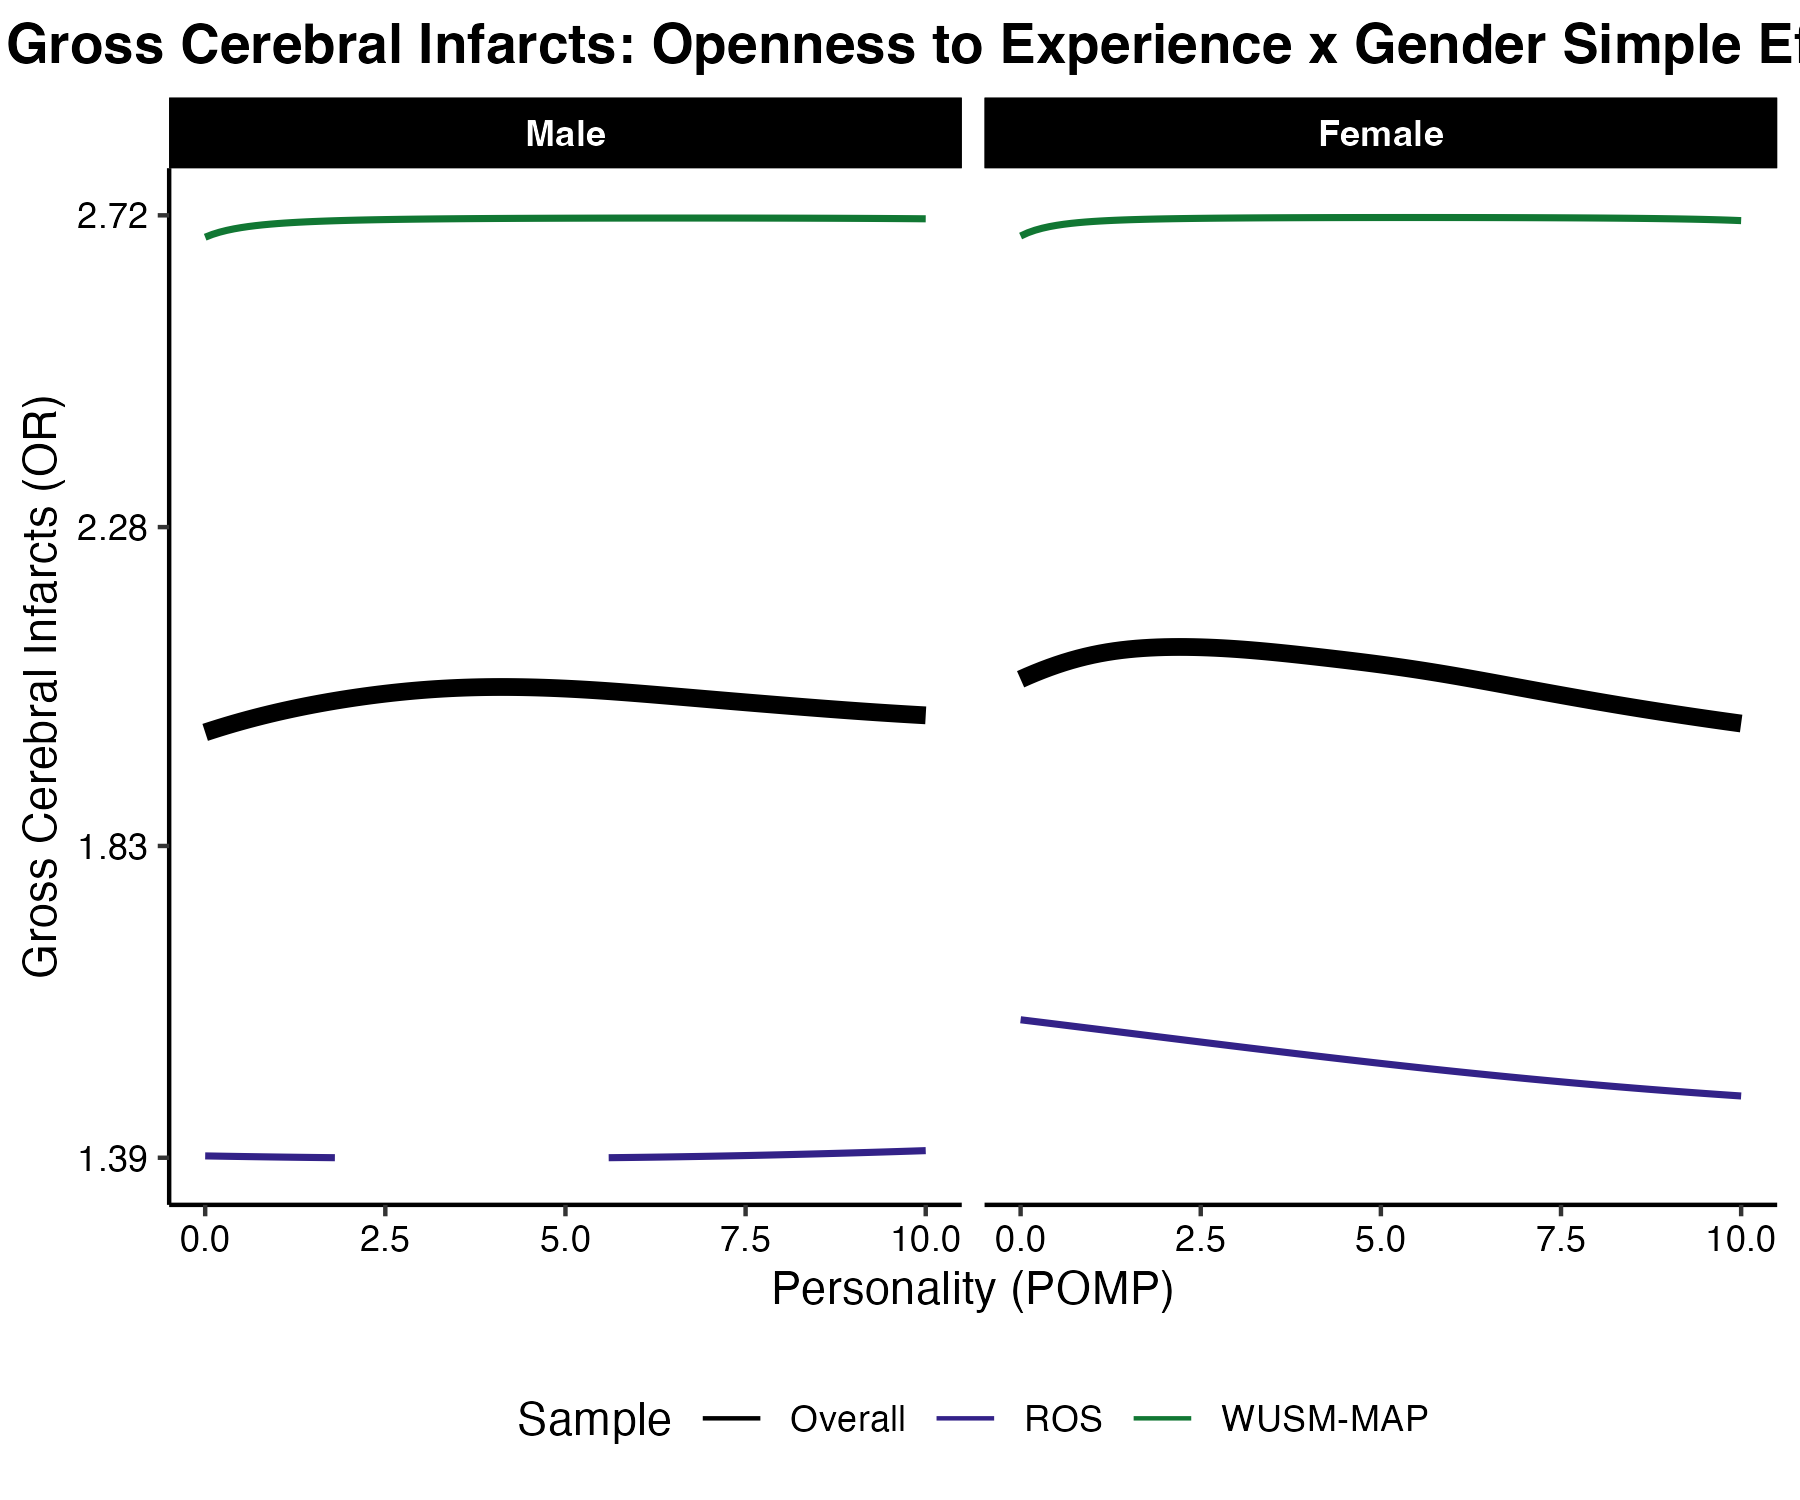 Gross Cerebral Infarcts: Openness to Experience x Gender Simple Ef
Male
Female
Gross Cerebral Infarcts (OR)
2.72
2.28
1.83
1.39
0.0 2.5 5.0 7.5 10.0
0.0 2.5 5.0 7.5 10.0
Personality (POMP)
Sample Overall ROS WUSM-MAP